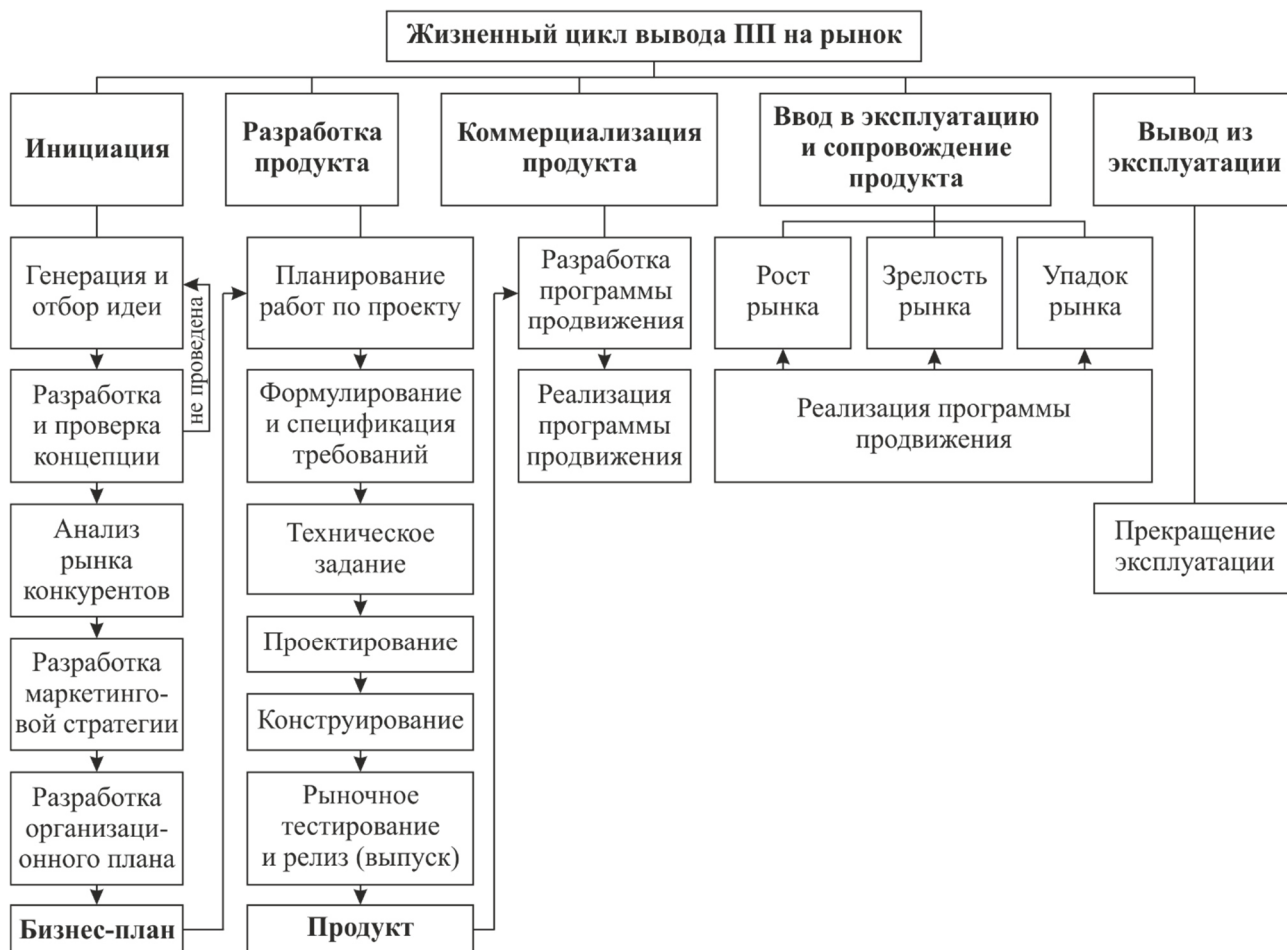 Жизненный цикл вывода ПП на рынок
Инициация
Разработка
продукта
Коммерциализация
продукта
Ввод в эксплуатацию
и сопровождение
продукта
Вывод из
эксплуатации
Генерация и
отбор идеи
не проведена
Разработка
и проверка
концепции
Анализ
рынка
конкурентов
Разработка
маркетинго-
вой стратегии
Разработка
организаци-
онного плана
Бизнес-план
Планирование
работ по проекту
Формулирование
и спецификация
требований
Техническое
задание
Проектирование
Конструирование
Рыночное
тестирование
и релиз (выпуск)
Продукт
Разработка
программы
продвижения
Реализация
программы
продвижения
Рост
рынка
Зрелость
рынка
Упадок
рынка
Реализация программы
продвижения
Прекращение
эксплуатации